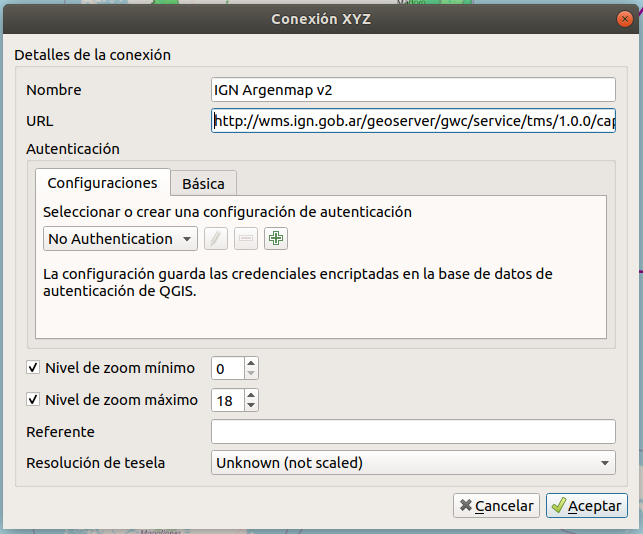 Conexión XYZ
Detalles de la conexión
Nombre
IGN Argenmap v2
URL
http://wms.ign.gob.ar/geoserver/gwc/service/tms/1.0.0/cap
Autenticación
Configuraciones
Básica
Seleccionar o crear una configuración de autenticación
No Authentication
La configuración guarda las credenciales encriptadas en la base de datos de
autenticación de QGIS.
Nivel de zoom mínimo
0
Nivel de zoom máximo
18
Referente
Resolución de tesela
Unknown (not scaled)
Cancelar
Aceptar